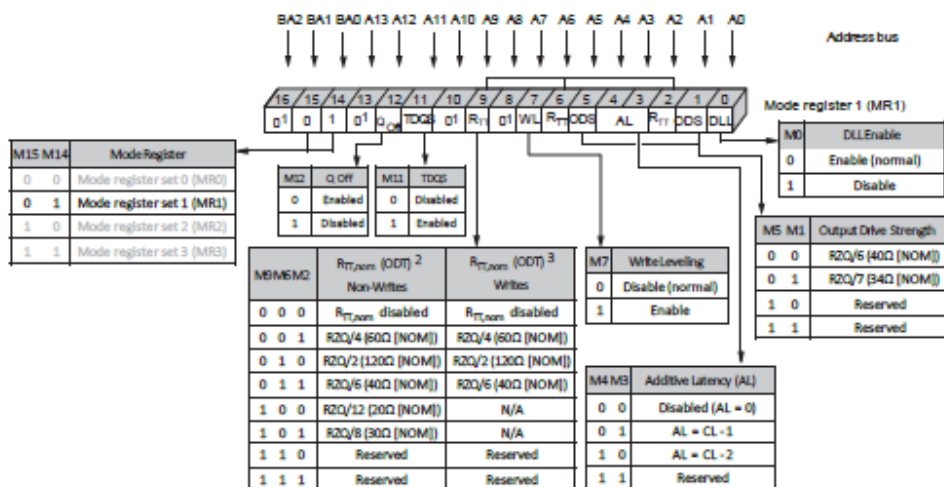 BA2 BA1 BA0 A13 A12 A11 A10 A9 A8 A7 A6 A5 A4 A3 A2 A1 A0
Address bus
16 15 14 13 12 11 10 9 8 7 6 5 4 3 2 1 0
Mode register 1 (MR1)
0¹ 0 1 0¹ Q Off TDQS 0¹ RTT 0¹ WL RTT ODS AL RTT ODS DLL
M15 M14 Mode Register
0 0 Mode register set 0 (MR0)
0 1 Mode register set 1 (MR1)
1 0 Mode register set 2 (MR2)
1 1 Mode register set 3 (MR3)
M12 Q Off
0 Enabled
1 Disabled
M11 TDQS
0 Disabled
1 Enabled
M0 DLL Enable
0 Enable (normal)
1 Disable
M5 M1 Output Drive Strength
0 0 RZQ/6 (40Ω [NOM])
0 1 RZQ/7 (34Ω [NOM])
1 0 Reserved
1 1 Reserved
M9 M6 M2 RTT,nom (ODT) ² Non-Writes RTT,nom (ODT) ³ Writes
0 0 0 RTT,nom disabled RTT,nom disabled
0 0 1 RZQ/4 (60Ω [NOM]) RZQ/4 (60Ω [NOM])
0 1 0 RZQ/2 (120Ω [NOM]) RZQ/2 (120Ω [NOM])
0 1 1 RZQ/6 (40Ω [NOM]) RZQ/6 (40Ω [NOM])
1 0 0 RZQ/12 (20Ω [NOM]) N/A
1 0 1 RZQ/8 (30Ω [NOM]) N/A
1 1 0 Reserved Reserved
1 1 1 Reserved Reserved
M7 Write Leveling
0 Disable (normal)
1 Enable
M4 M3 Additive Latency (AL)
0 0 Disabled (AL = 0)
0 1 AL = CL - 1
1 0 AL = CL - 2
1 1 Reserved